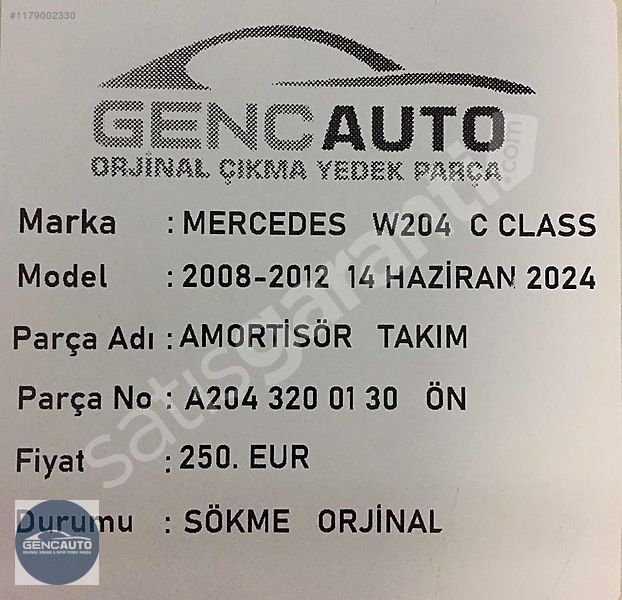 #1179002330
GENCAUTO
ORJİNAL ÇIKMA YEDEK PARÇA
Marka : MERCEDES W204 C CLASS
Model : 2008-2012 14 HAZİRAN 2024
Parça Adı : AMORTİSÖR TAKIM
Parça No : A204 320 01 30 ÖN
Fiyat : 250. EUR
Durumu : SÖKME ORJİNAL
satışgaranti.com
GENCAUTO